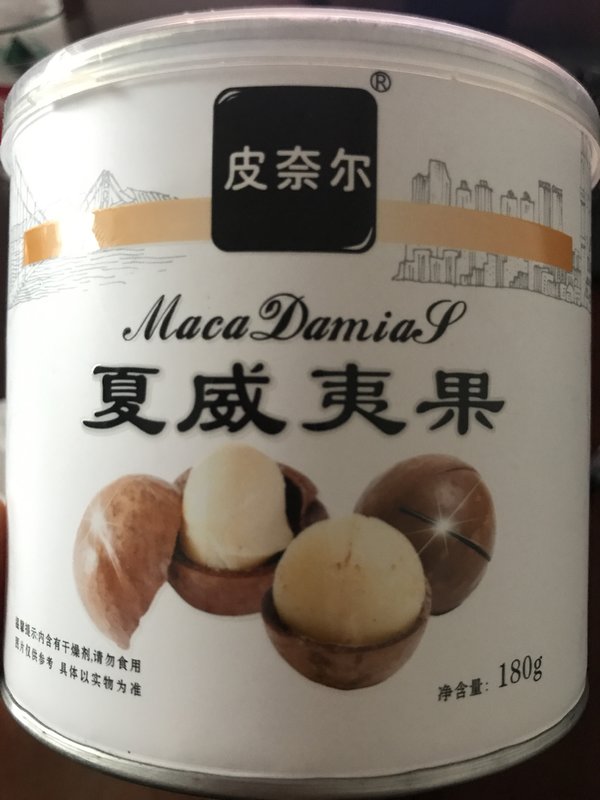 皮奈尔
®
MacaDamiaS
夏威夷果
温馨提示:内含有干燥剂,请勿食用
图片仅供参考 具体以实物为准
净含量: 180g